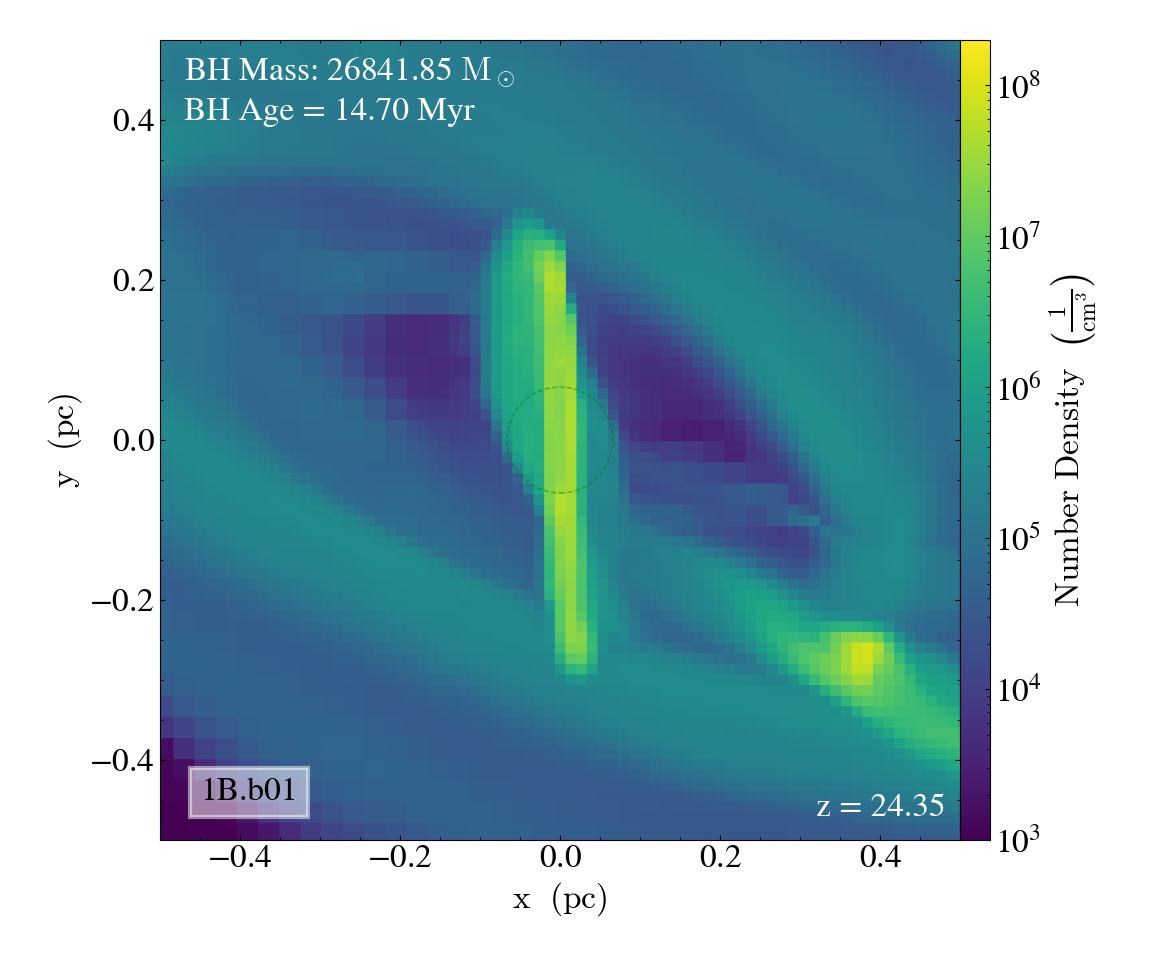 BH Mass: 26841.85 M☉
BH Age = 14.70 Myr
1B.b01
z = 24.35
0.4
0.2
0.0
−0.2
−0.4
y (pc)
−0.4
−0.2
0.0
0.2
0.4
x (pc)
10⁸
10⁷
10⁶
10⁵
10⁴
10³
Number Density (1/cm³)